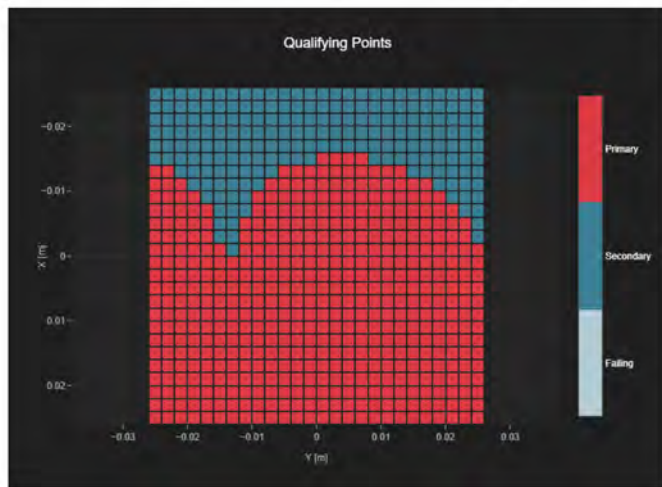 Qualifying Points
−0.02
−0.01
0
0.01
0.02
X [m]
−0.03
−0.02
−0.01
0
0.01
0.02
0.03
Y [m]
Primary
Secondary
Failing